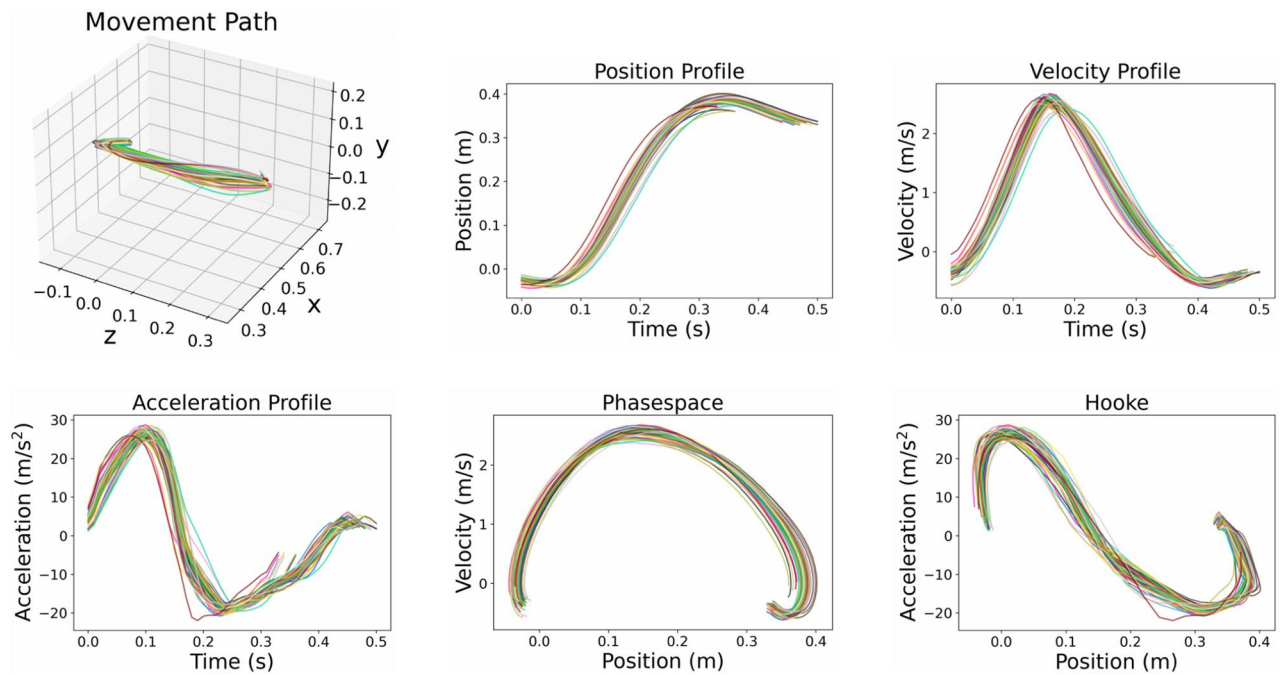 Movement Path
0.2
0.1
0.0
−0.1
−0.2
y
0.7
0.6
0.5
0.4
0.3
x
−0.1
0.0
0.1
0.2
0.3
z
Position Profile
0.4
0.3
0.2
0.1
0.0
Position (m)
0.0 0.1 0.2 0.3 0.4 0.5
Time (s)
Velocity Profile
2
1
0
Velocity (m/s)
0.0 0.1 0.2 0.3 0.4 0.5
Time (s)
Acceleration Profile
30
20
10
0
−10
−20
Acceleration (m/s²)
0.0 0.1 0.2 0.3 0.4 0.5
Time (s)
Phasespace
2
1
0
Velocity (m/s)
0.0 0.1 0.2 0.3 0.4
Position (m)
Hooke
30
20
10
0
−10
−20
Acceleration (m/s²)
0.0 0.1 0.2 0.3 0.4
Position (m)